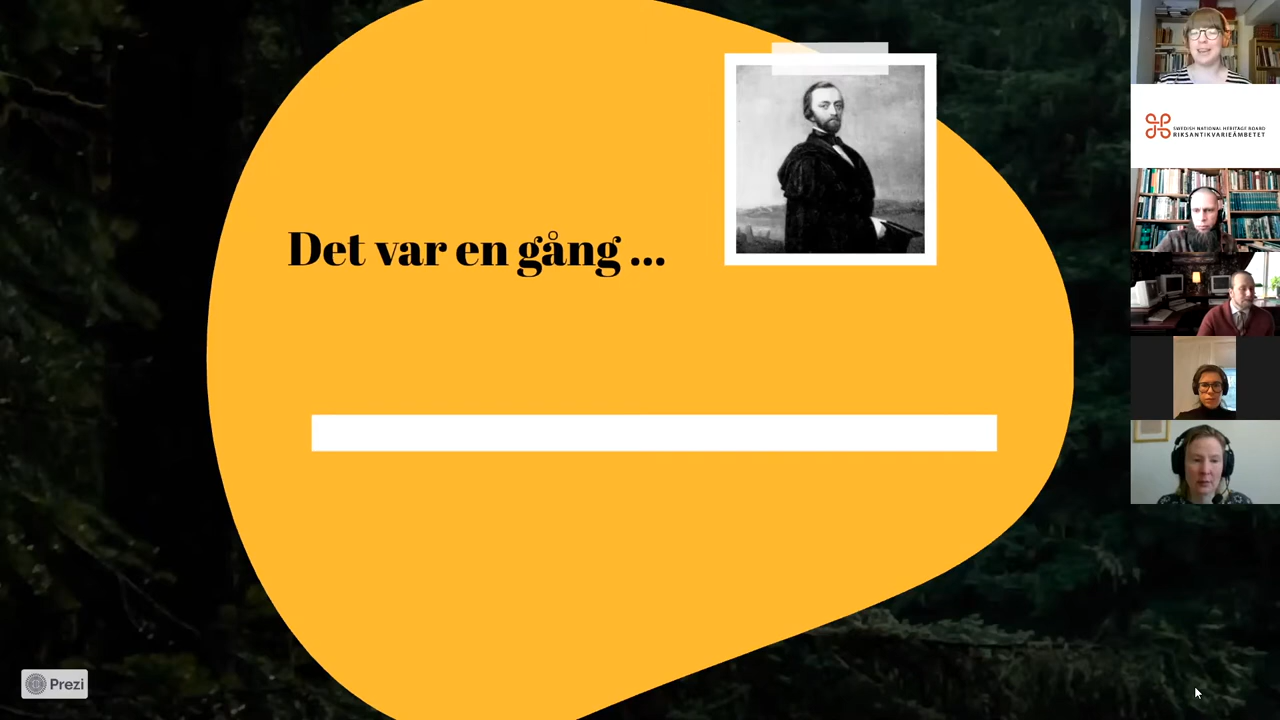 Det var en gång ...
SWEDISH NATIONAL HERITAGE BOARD
RIKSANTIKVARIEÄMBETET
Prezi